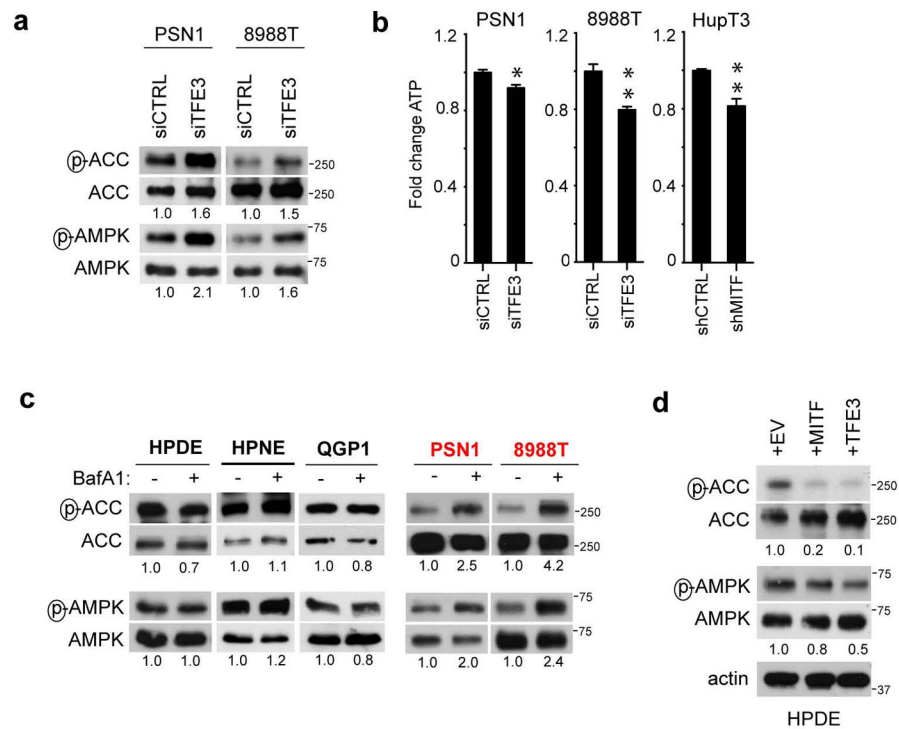 a
PSN1 8988T
siCTRL siTFE3 siCTRL siTFE3
p-ACC -250
ACC -250
1.0 1.6 1.0 1.5
p-AMPK -75
AMPK -75
1.0 2.1 1.0 1.6
b
PSN1 8988T HupT3
Fold change ATP
1.2 1.2 1.2
* ** **
0.8 0.8 0.8
0.4 0.4 0.4
0 0 0
siCTRL siTFE3 siCTRL siTFE3 shCTRL shMITF
c
HPDE HPNE QGP1 PSN1 8988T
BafA1: - + - + - + - + - +
p-ACC -250
ACC -250
1.0 0.7 1.0 1.1 1.0 0.8 1.0 2.5 1.0 4.2
p-AMPK -75
AMPK -75
1.0 1.0 1.0 1.2 1.0 0.8 1.0 2.0 1.0 2.4
d
+EV +MITF +TFE3
p-ACC -250
ACC -250
1.0 0.2 0.1
p-AMPK -75
AMPK -75
1.0 0.8 0.5
actin -37
HPDE